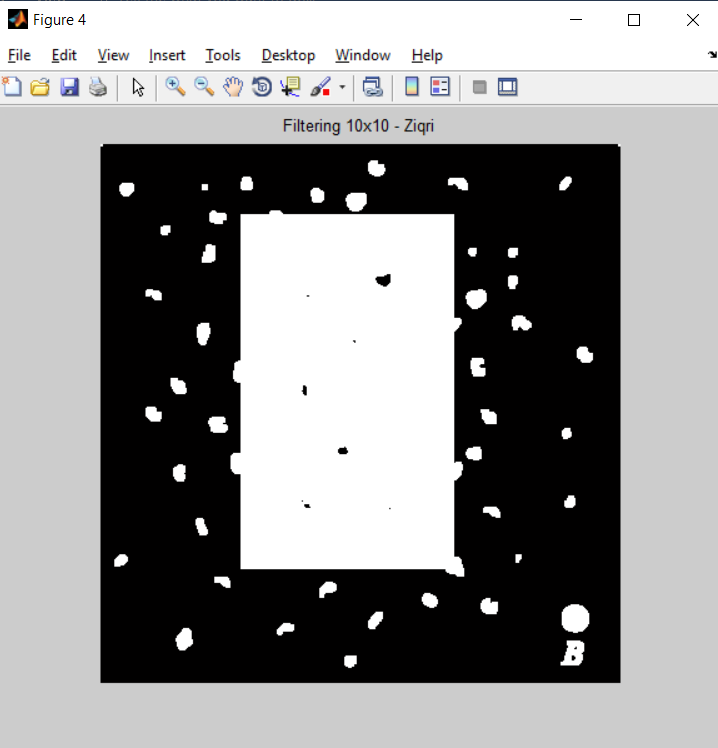 Figure 4
File Edit View Insert Tools Desktop Window Help
Filtering 10x10 - Ziqri
B